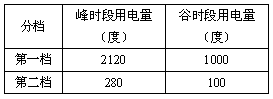 分档 峰时段用电量 谷时段用电量
（度） （度）
第一档 2120 1000
第二档 280 100